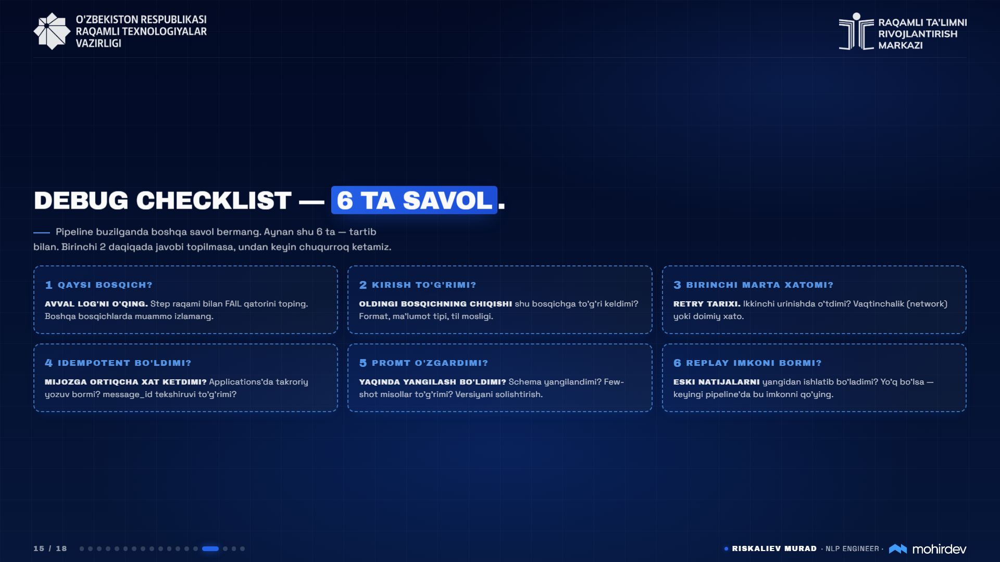 O'ZBEKISTON RESPUBLIKASI
RAQAMLI TEXNOLOGIYALAR
VAZIRLIGI
RAQAMLI TA’LIMNI
RIVOJLANTIRISH
MARKAZI
DEBUG CHECKLIST — 6 TA SAVOL.
Pipeline buzilganda boshqa savol bermang. Aynan shu 6 ta — tartib
bilan. Birinchi 2 daqiqada javobi topilmasa, undan keyin chuqurroq ketamiz.
1 QAYSI BOSQICH?
AVVAL LOG'NI O'QING. Step raqami bilan FAIL qatorini toping.
Boshqa bosqichlarda muammo izlamang.
2 KIRISH TO'G'RIMI?
OLDINGI BOSQICHNING CHIQISHI shu bosqichga to’g’ri keldimi?
Format, ma’lumot tipi, til mosligi.
3 BIRINCHI MARTA XATOMI?
RETRY TARIXI. Ikkinchi urinishda o’tdimi? Vaqtinchalik (network)
yoki doimiy xato.
4 IDEMPOTENT BO'LDIMI?
MIJOZGA ORTIQCHA XAT KETDIMI? Applications’da takroriy
yozuv bormi? message_id tekshiruvi to’g’rimi?
5 PROMT O'ZGARDIMI?
YAQINDA YANGILASH BO'LDIMI? Schema yangilandimi? Few-
shot misollar to’g’rimi? Versiyani solishtirish.
6 REPLAY IMKONI BORMI?
ESKI NATIJALARNI yangidan ishlatib bo’ladimi? Yo’q bo’lsa —
keyingi pipeline’da bu imkonni qo’ying.
15 / 18
RISKALIEV MURAD · NLP ENGINEER · mohirdev